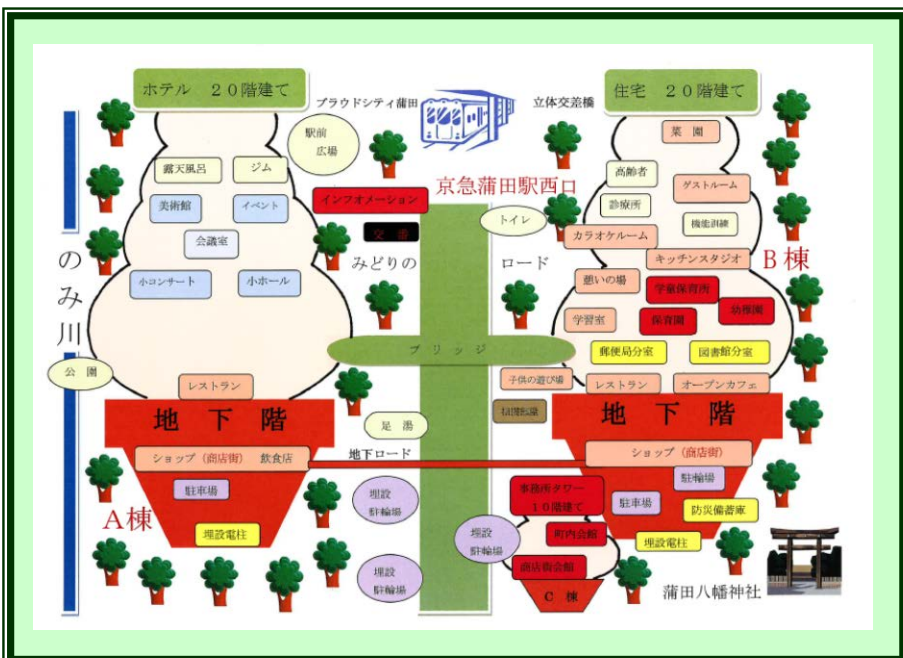 ホテル ２０階建て
プラウドシティ蒲田
立体交差橋
住宅 ２０階建て
駅前
広場
菜 園
露天風呂
ジム
高齢者
ゲストルーム
京急蒲田駅西口
インフオメーション
美術館
イベント
診療所
トイレ
機能訓練
交 番
会議室
カラオケルーム
みどりの
ロード
キッチンスタジオ
B棟
のみ川
小コンサート
小ホール
憩いの場
学童保育所
幼稚園
学習室
保育園
ブリッジ
郵便局分室
図書館分室
公 園
レストラン
子供の遊び場
レストラン
オープンカフェ
地 下 階
地 下 階
足 湯
ショップ（商店街） 飲食店
地下ロード
ショップ（商店街）
駐車場
埋設
駐輪場
事務所タワー
１０階建て
駐輪場
駐車場
防災備蓄庫
A棟
埋設電柱
埋設
駐輪場
町内会館
埋設電柱
埋設
駐輪場
商店街会館
C 棟
蒲田八幡神社